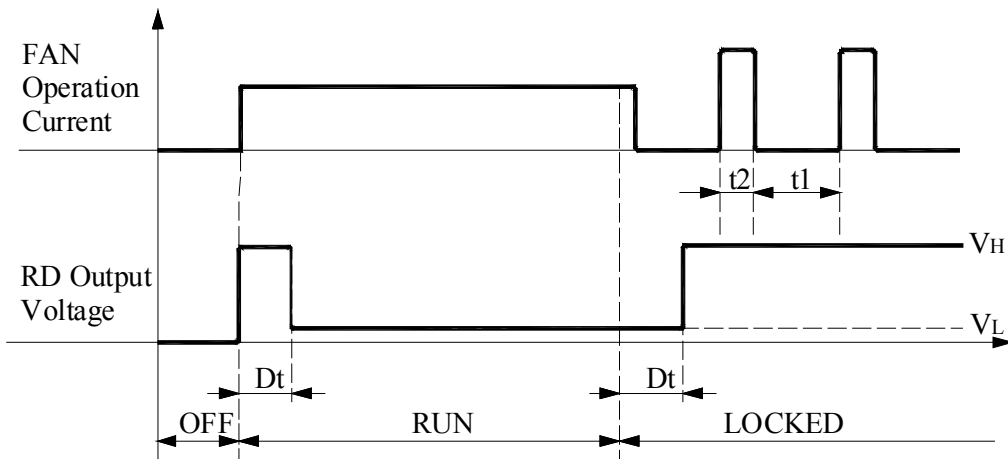 FAN
Operation
Current
t2
t1
VH
RD Output
Voltage
VL
Dt
Dt
OFF
RUN
LOCKED